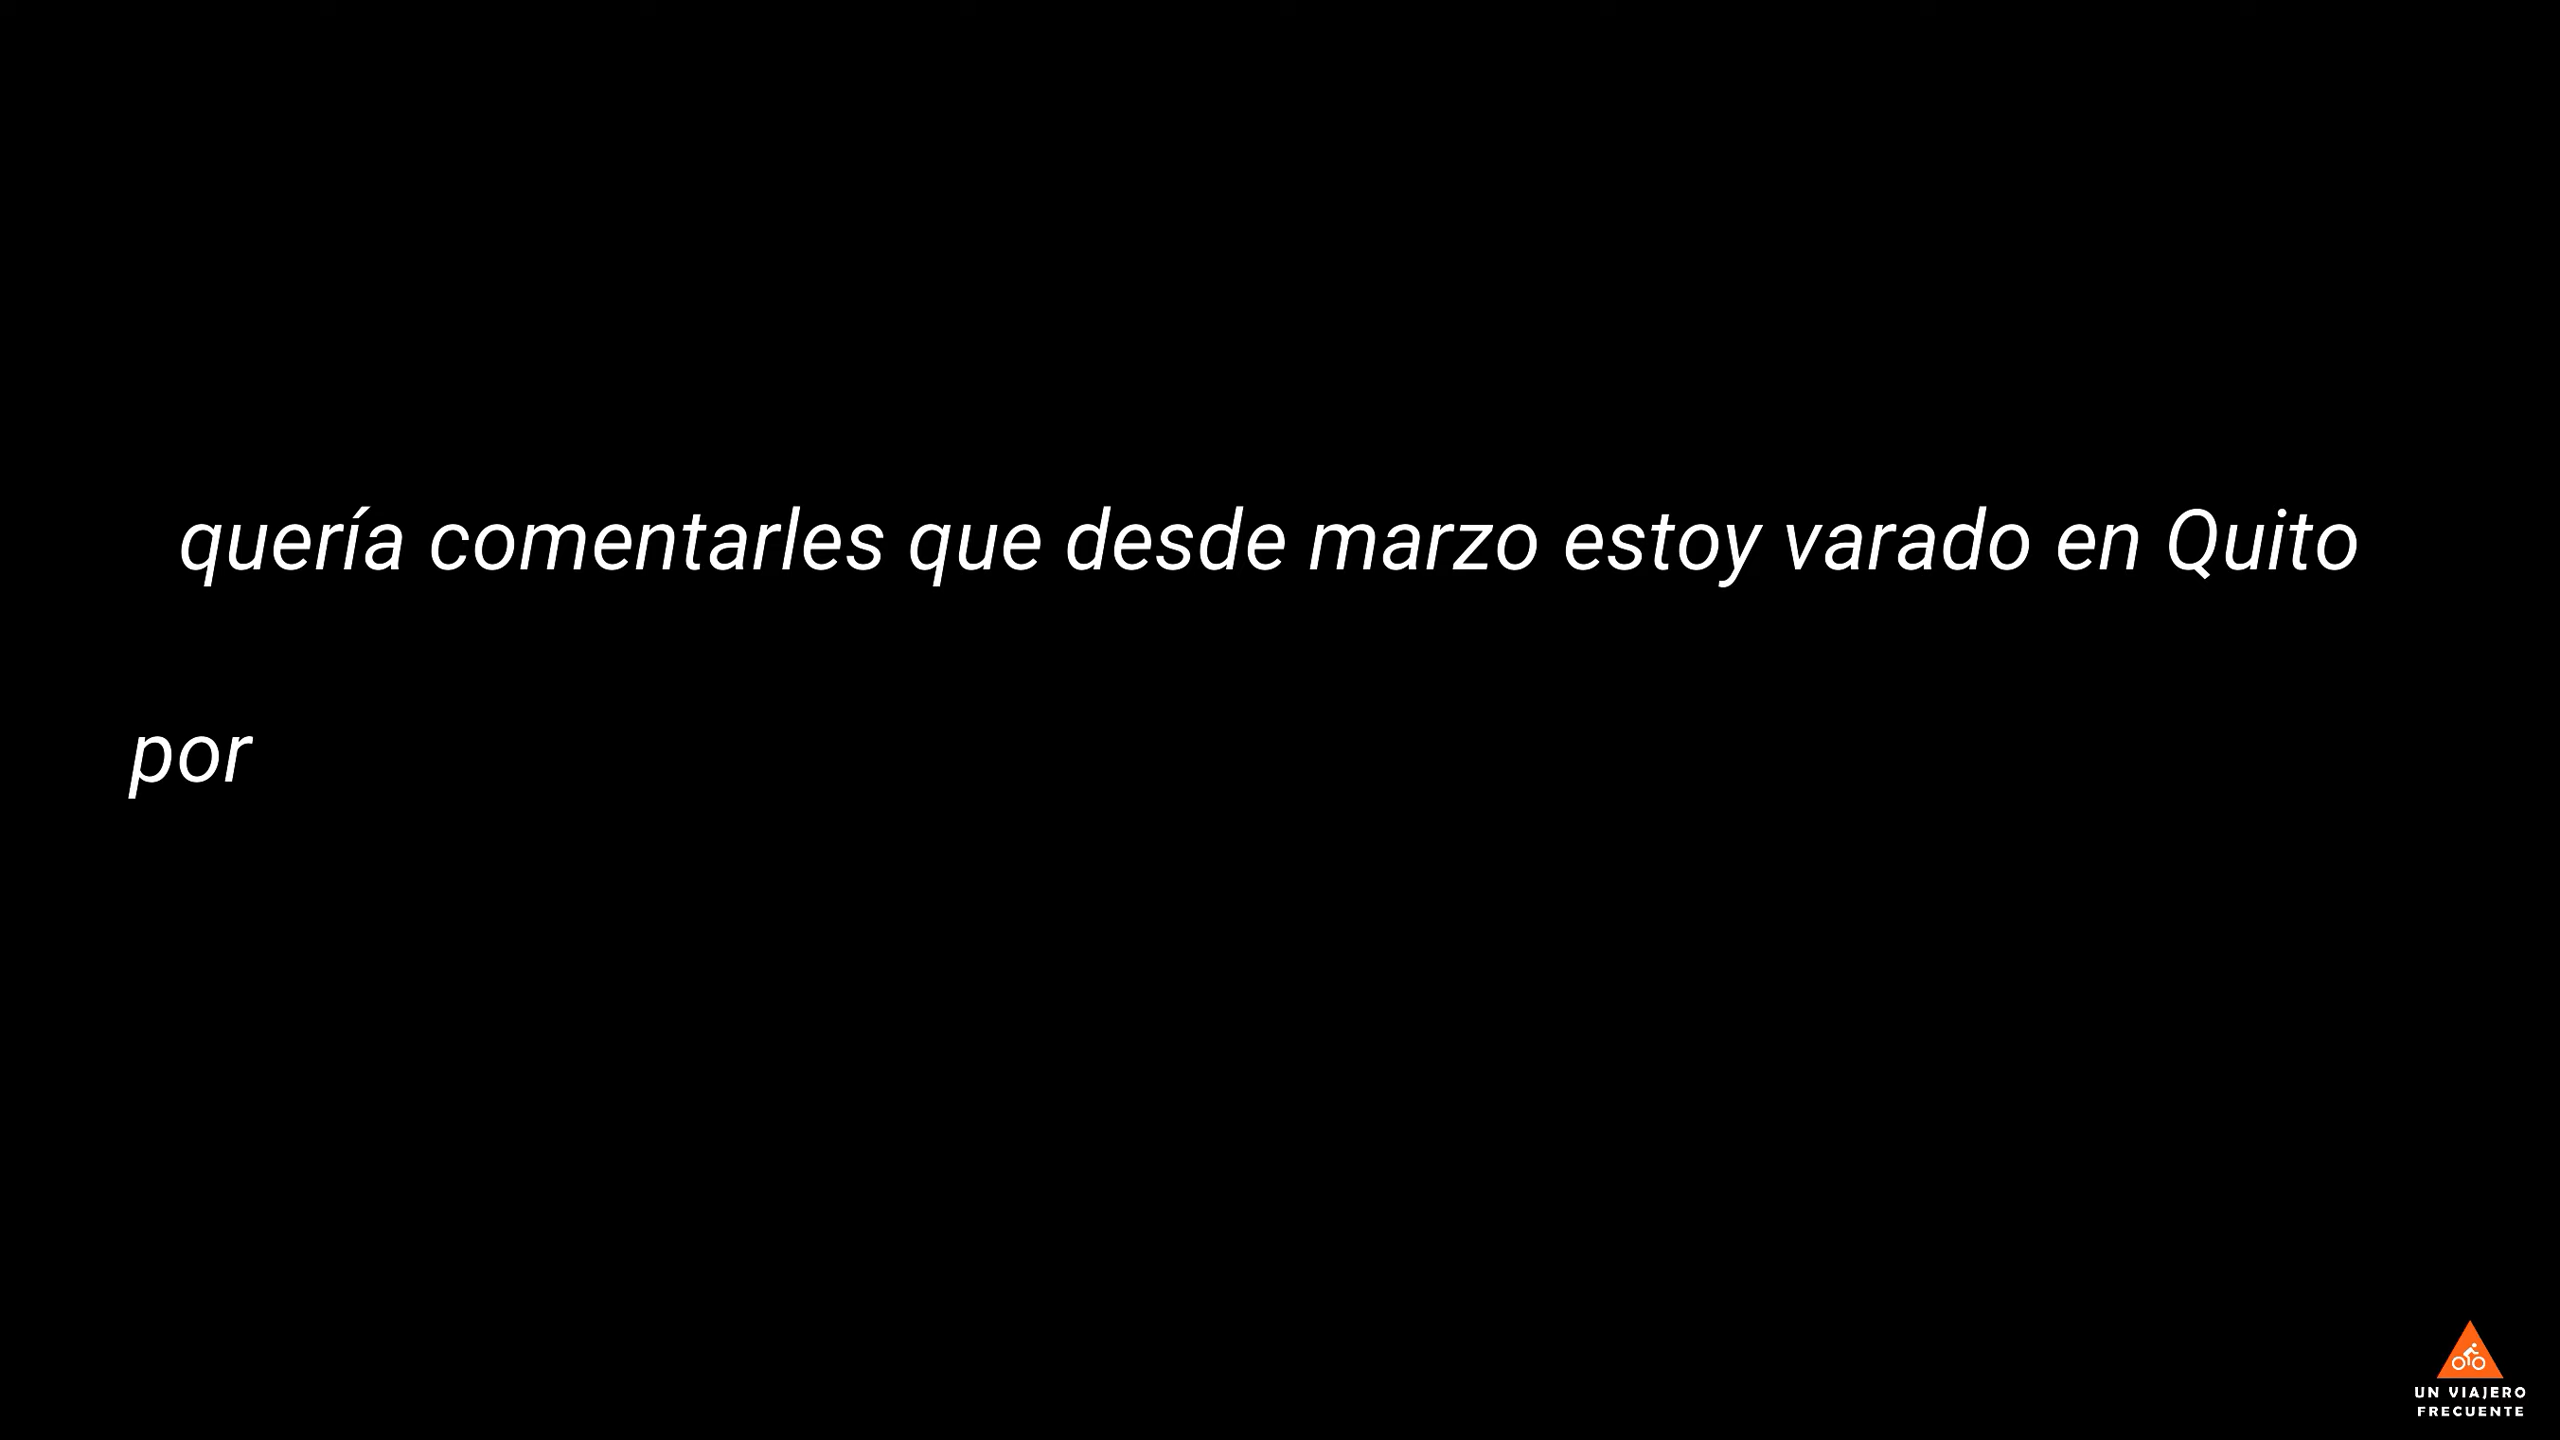 quería comentarles que desde marzo estoy varado en Quito
por
UN VIAJERO
FRECUENTE